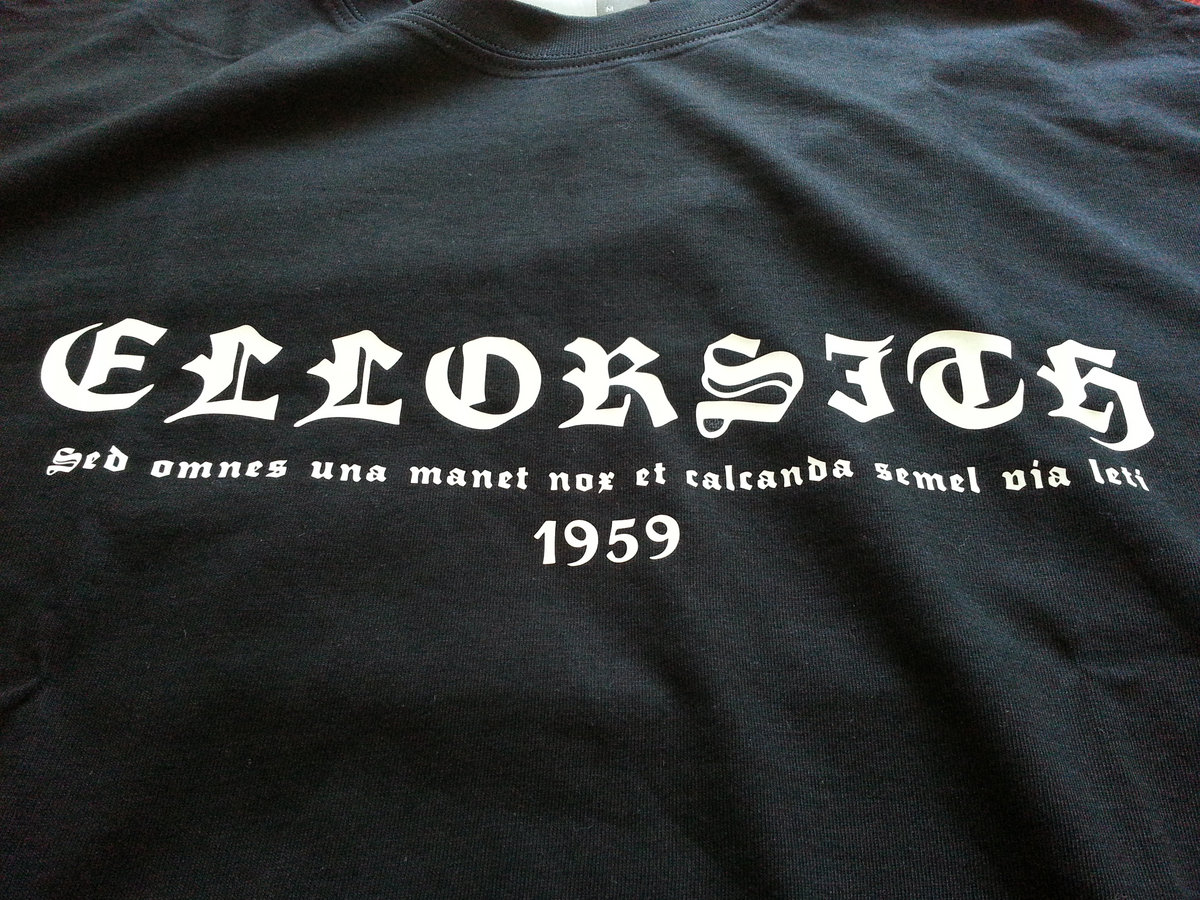 M
ELLORSITH
Sed omnes una manet nox et calcanda semel via leti
1959